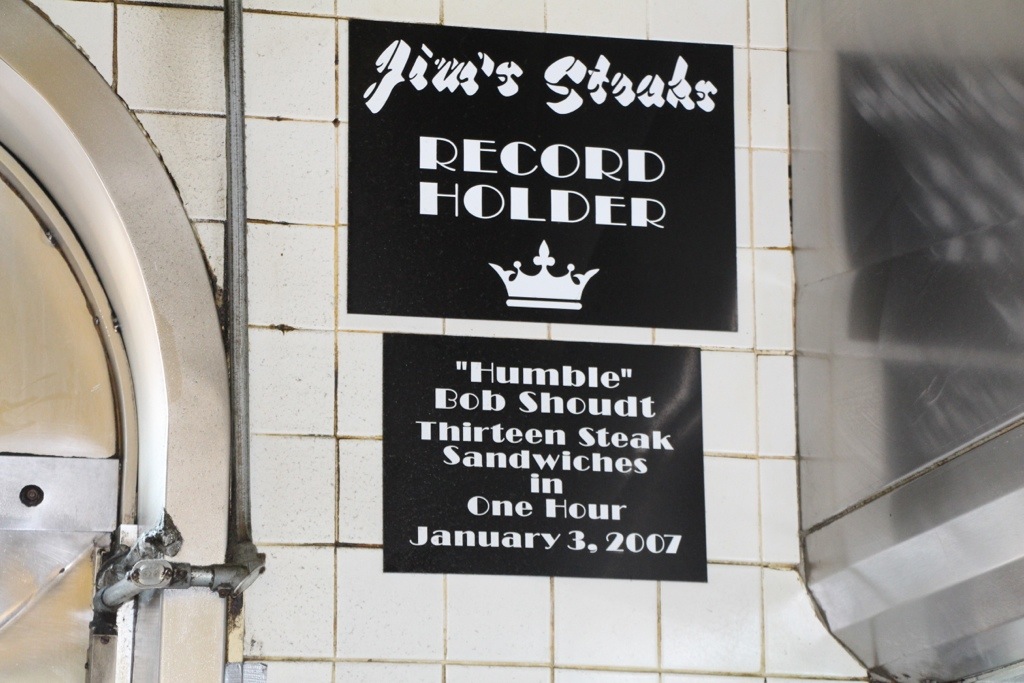 Jim's Steaks
RECORD
HOLDER
"Humble"
Bob Shoudt
Thirteen Steak
Sandwiches
in
One Hour
January 3, 2007